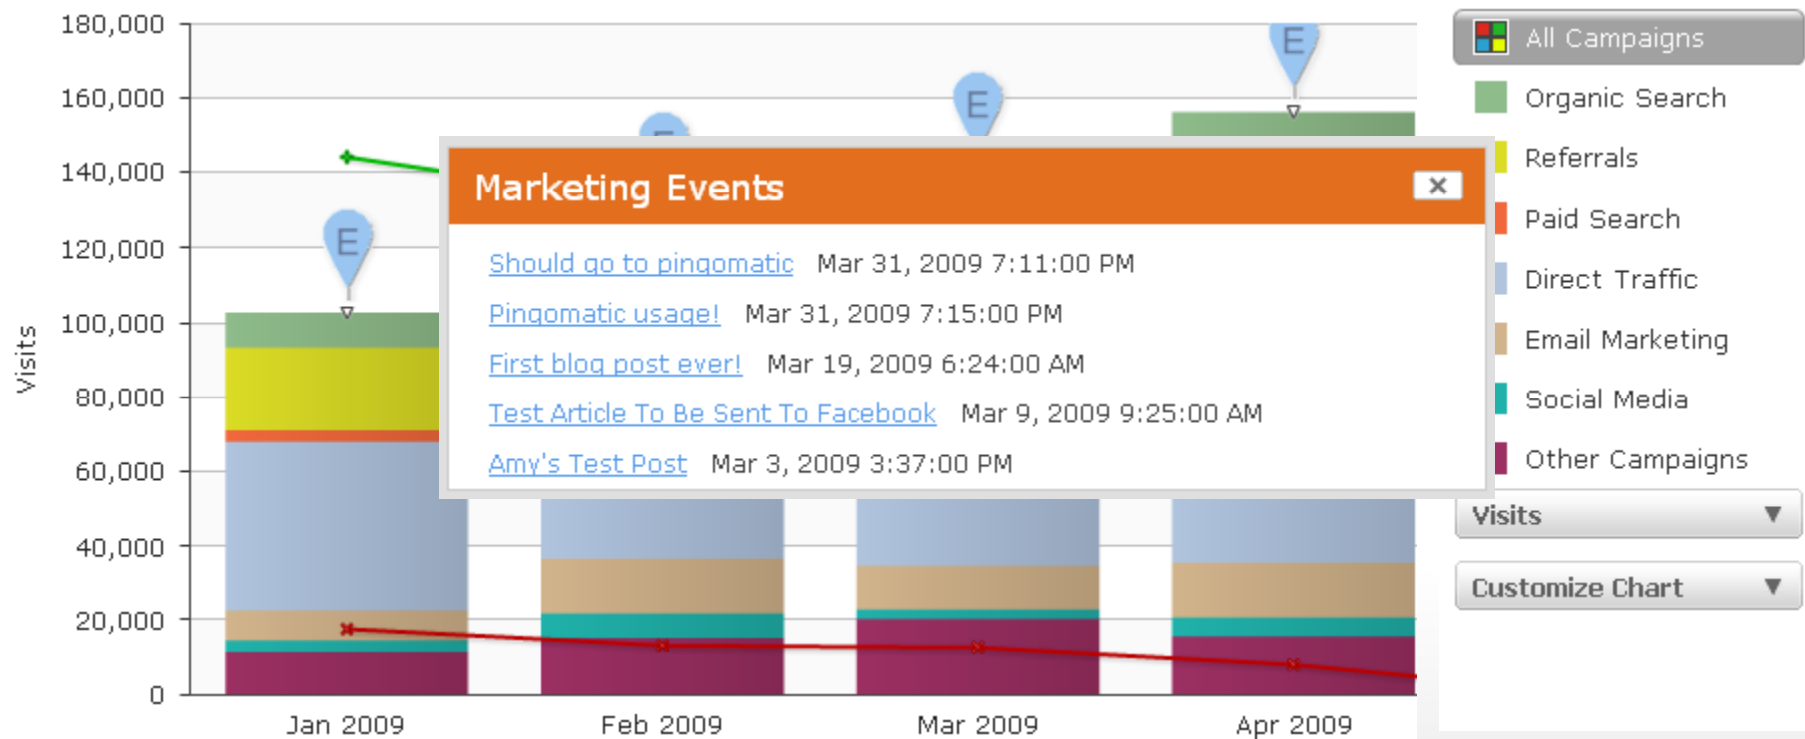 180,000
160,000
140,000
120,000
100,000
80,000
60,000
40,000
20,000
0
Visits
Jan 2009
Feb 2009
Mar 2009
Apr 2009
E
E
E
E
Marketing Events
Should go to pingomatic Mar 31, 2009 7:11:00 PM
Pingomatic usage! Mar 31, 2009 7:15:00 PM
First blog post ever! Mar 19, 2009 6:24:00 AM
Test Article To Be Sent To Facebook Mar 9, 2009 9:25:00 AM
Amy's Test Post Mar 3, 2009 3:37:00 PM
All Campaigns
Organic Search
Referrals
Paid Search
Direct Traffic
Email Marketing
Social Media
Other Campaigns
Visits
Customize Chart